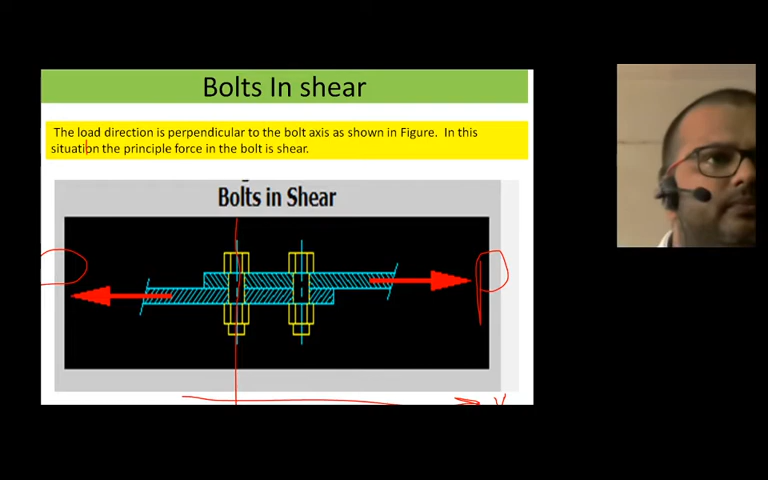 Bolts In shear
The load direction is perpendicular to the bolt axis as shown in Figure. In this
situation the principle force in the bolt is shear.
Bolts in Shear